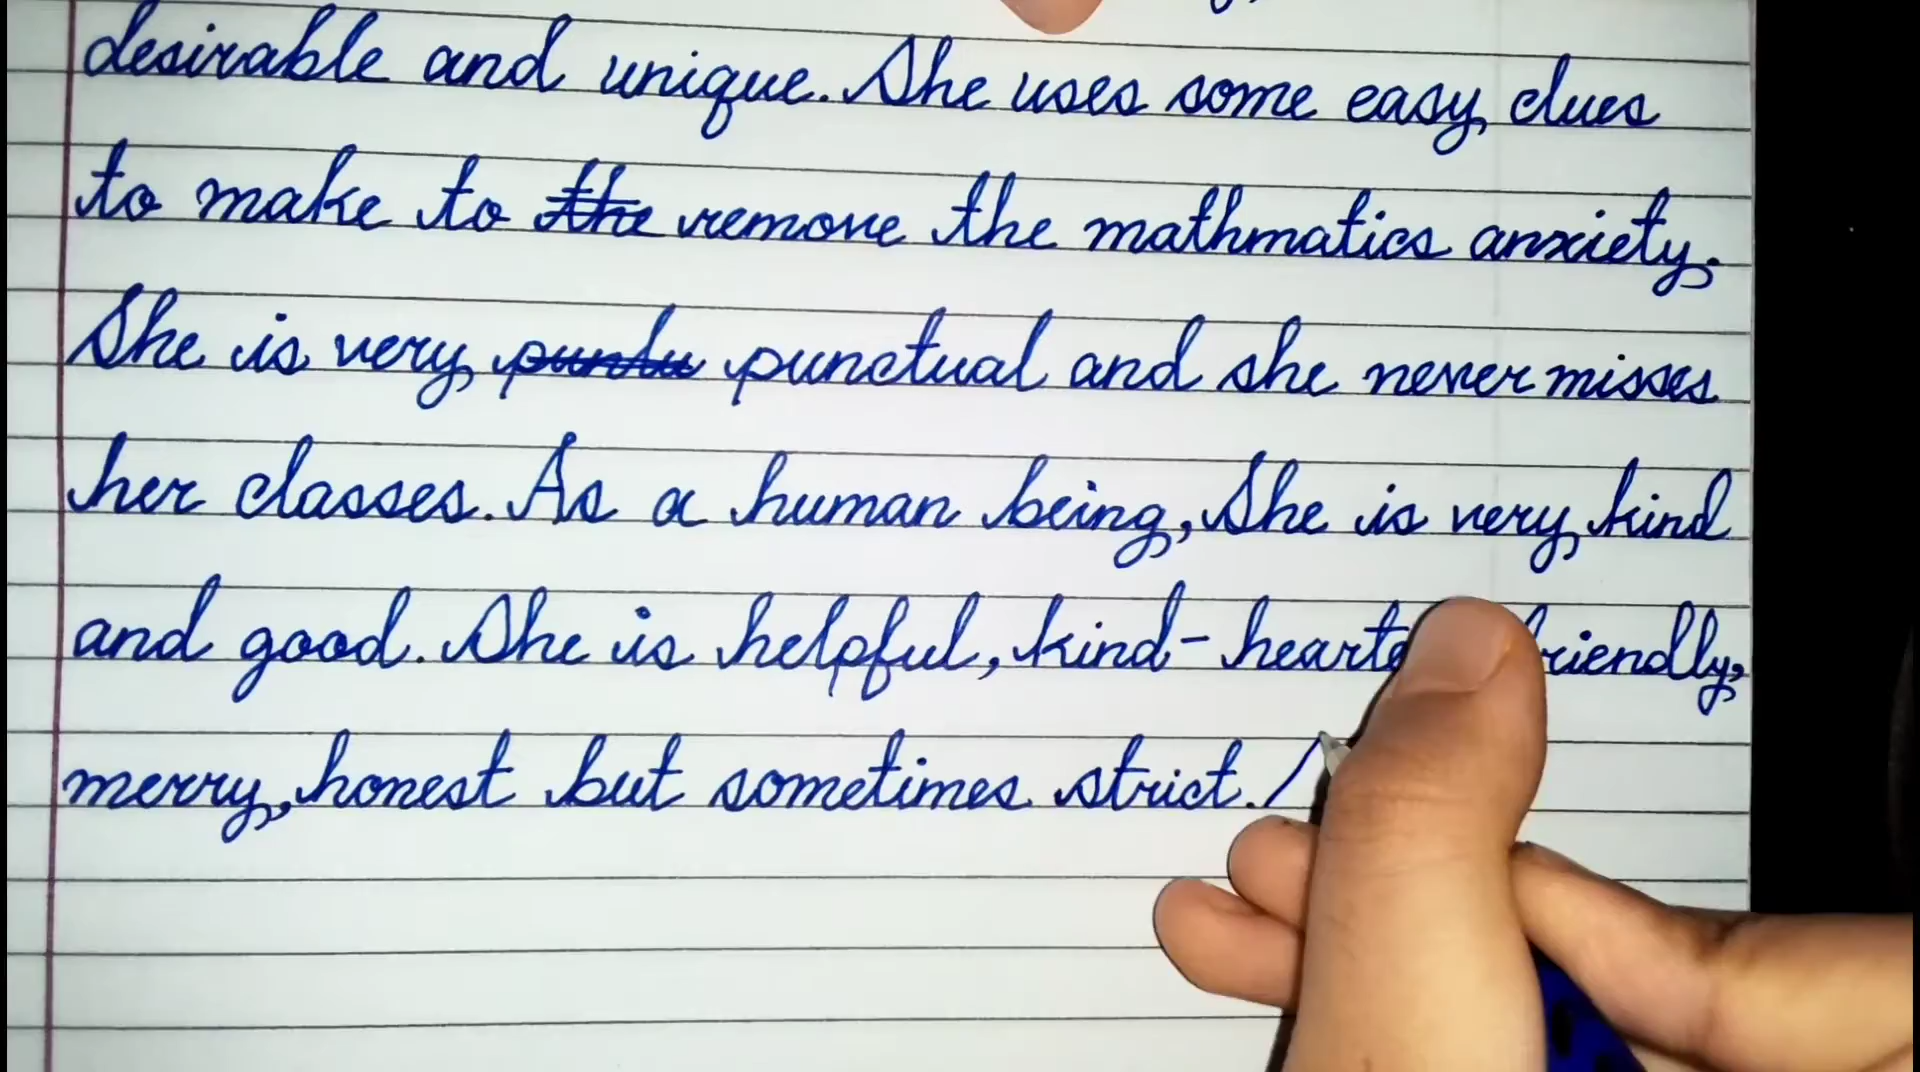 desirable and unique. She uses some easy clues
to make to the remove the mathmatics anxiety.
She is very puntu punctual and she never misses
her classes. As a human being, She is very kind
and good. She is helpful, kind-hearte riendly,
merry, honest but sometimes strict.